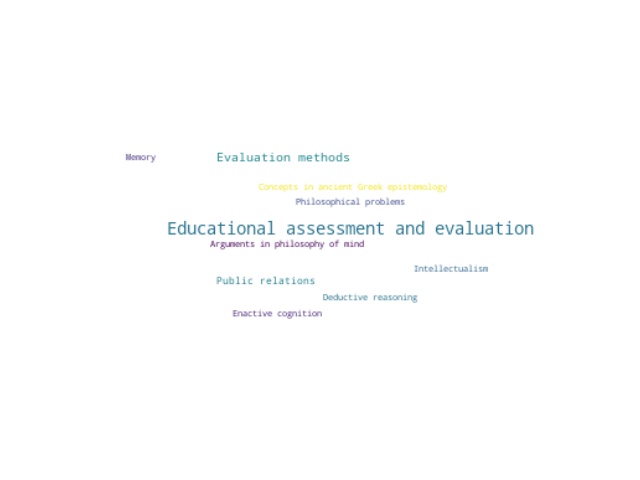 Memory
Evaluation methods
Concepts in ancient Greek epistemology
Philosophical problems
Educational assessment and evaluation
Arguments in philosophy of mind
Intellectualism
Public relations
Deductive reasoning
Enactive cognition